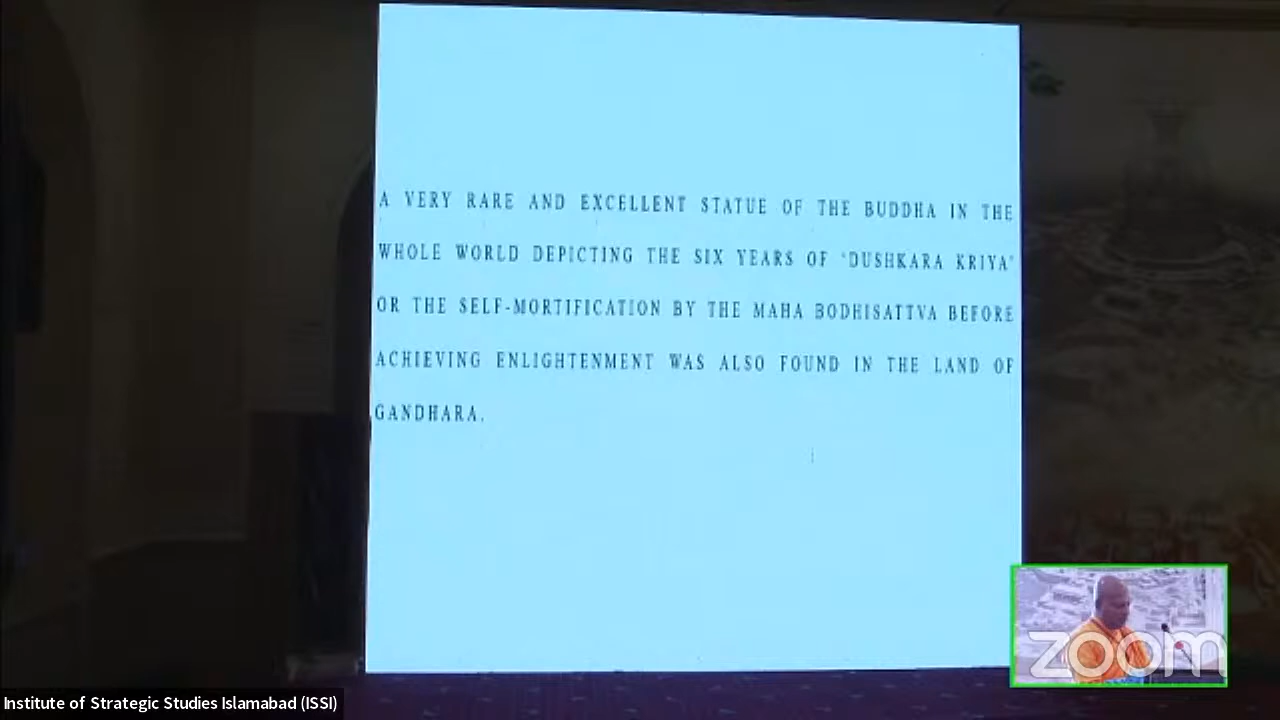 A VERY RARE AND EXCELLENT STATUE OF THE BUDDHA IN THE
WHOLE WORLD DEPICTING THE SIX YEARS OF "DUSHKARA KRIYA"
OR THE SELF-MORTIFICATION BY THE MAHA BODHISATTVA BEFORE
ACHIEVING ENLIGHTENMENT WAS ALSO FOUND IN THE LAND OF
GANDHARA.
zoom
Institute of Strategic Studies Islamabad (ISSI)